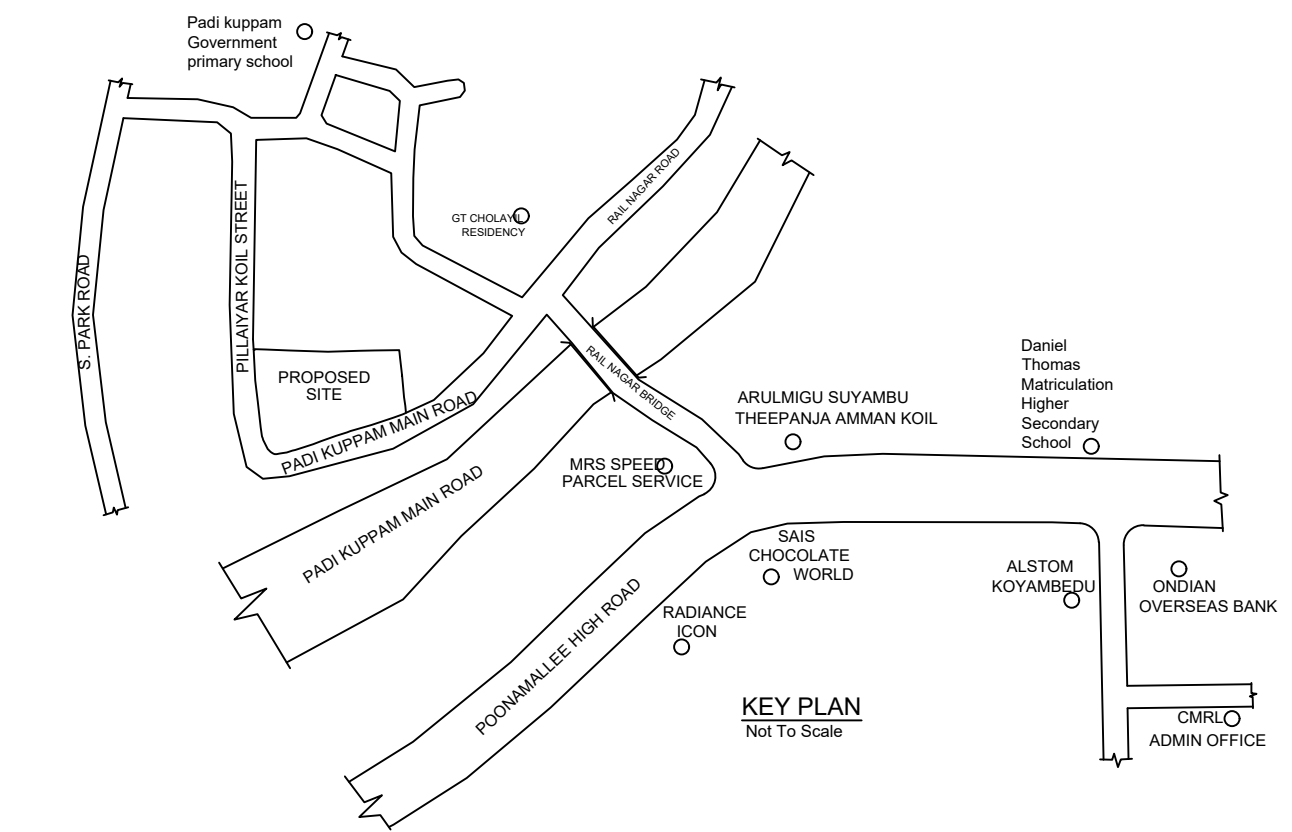 Padi kuppam
Government
primary school
RAIL NAGAR ROAD
S. PARK ROAD
PILLAIYAR KOIL STREET
GT CHOLAYIL
RESIDENCY
PROPOSED
SITE
PADI KUPPAM MAIN ROAD
RAIL NAGAR BRIDGE
ARULMIGU SUYAMBU
THEEPANJA AMMAN KOIL
Daniel
Thomas
Matriculation
Higher
Secondary
School
MRS SPEED
PARCEL SERVICE
PADI KUPPAM MAIN ROAD
SAIS
CHOCOLATE
WORLD
ALSTOM
KOYAMBEDU
ONDIAN
OVERSEAS BANK
RADIANCE
ICON
POONAMALLEE HIGH ROAD
KEY PLAN
Not To Scale
CMRL
ADMIN OFFICE